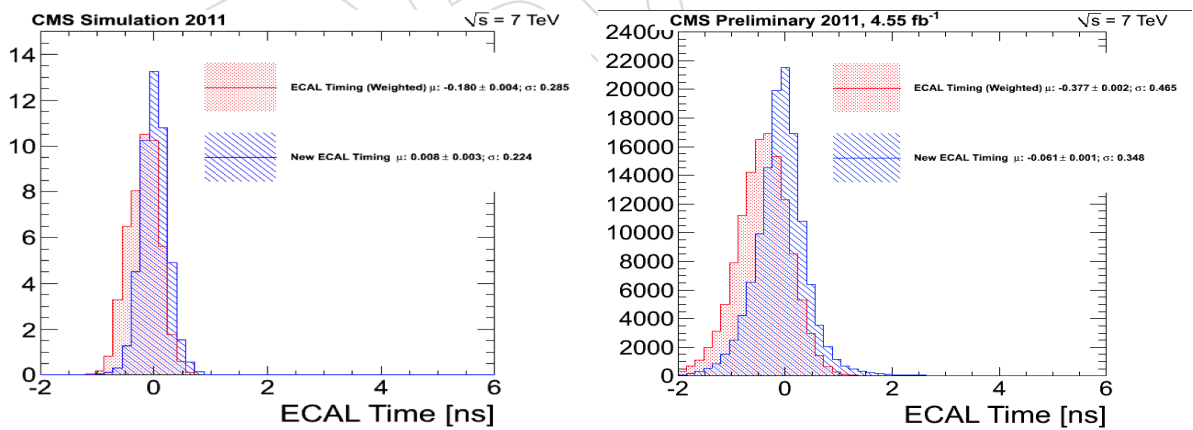 CMS Simulation 2011 √s = 7 TeV
14
12
10
8
6
4
2
0
ECAL Timing (Weighted) μ: -0.180 ± 0.004; σ: 0.285
New ECAL Timing μ: 0.008 ± 0.003; σ: 0.224
-2 0 2 4 6
ECAL Time [ns]
CMS Preliminary 2011, 4.55 fb⁻¹ √s = 7 TeV
24000
22000
20000
18000
16000
14000
12000
10000
8000
6000
4000
2000
0
ECAL Timing (Weighted) μ: -0.377 ± 0.002; σ: 0.465
New ECAL Timing μ: -0.061 ± 0.001; σ: 0.348
-2 0 2 4 6
ECAL Time [ns]